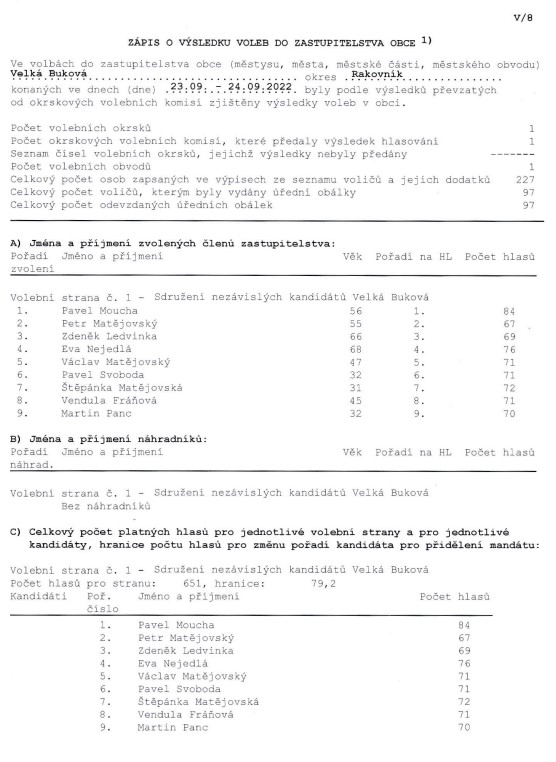 V/8
ZÁPIS O VÝSLEDKU VOLEB DO ZASTUPITELSTVA OBCE 1)
Ve volbách do zastupitelstva obce (městysu, města, městské části, městského obvodu)
Velká Buková okres Rakovník
konaných ve dnech (dne) 23.09. - 24.09.2022 byly podle výsledků převzatých
od okrskových volebních komisí zjištěny výsledky voleb v obci.
Počet volebních okrsků 1
Počet okrskových volebních komisí, které předaly výsledek hlasování 1
Seznam čísel volebních okrsků, jejichž výsledky nebyly předány -------
Počet volebních obvodů 1
Celkový počet osob zapsaných ve výpisech ze seznamu voličů a jejich dodatků 227
Celkový počet voličů, kterým byly vydány úřední obálky 97
Celkový počet odevzdaných úředních obálek 97
A) Jména a příjmení zvolených členů zastupitelstva:
Pořadí Jméno a příjmení Věk Pořadí na HL Počet hlasů
zvolení
Volební strana č. 1 - Sdružení nezávislých kandidátů Velká Buková
1. Pavel Moucha 56 1. 84
2. Petr Matějovský 55 2. 67
3. Zdeněk Ledvinka 66 3. 69
4. Eva Nejedlá 68 4. 76
5. Václav Matějovský 47 5. 71
6. Pavel Svoboda 32 6. 71
7. Štěpánka Matějovská 31 7. 72
8. Vendula Fráňová 45 8. 71
9. Martin Panc 32 9. 70
B) Jména a příjmení náhradníků:
Pořadí Jméno a příjmení Věk Pořadí na HL Počet hlasů
náhrad.
Volební strana č. 1 - Sdružení nezávislých kandidátů Velká Buková
Bez náhradníků
C) Celkový počet platných hlasů pro jednotlivé volební strany a pro jednotlivé
kandidáty, hranice počtu hlasů pro změnu pořadí kandidáta pro přidělení mandátu:
Volební strana č. 1 - Sdružení nezávislých kandidátů Velká Buková
Počet hlasů pro stranu: 651, hranice: 79,2
Kandidáti Poř. Jméno a příjmení Počet hlasů
číslo
1. Pavel Moucha 84
2. Petr Matějovský 67
3. Zdeněk Ledvinka 69
4. Eva Nejedlá 76
5. Václav Matějovský 71
6. Pavel Svoboda 71
7. Štěpánka Matějovská 72
8. Vendula Fráňová 71
9. Martin Panc 70